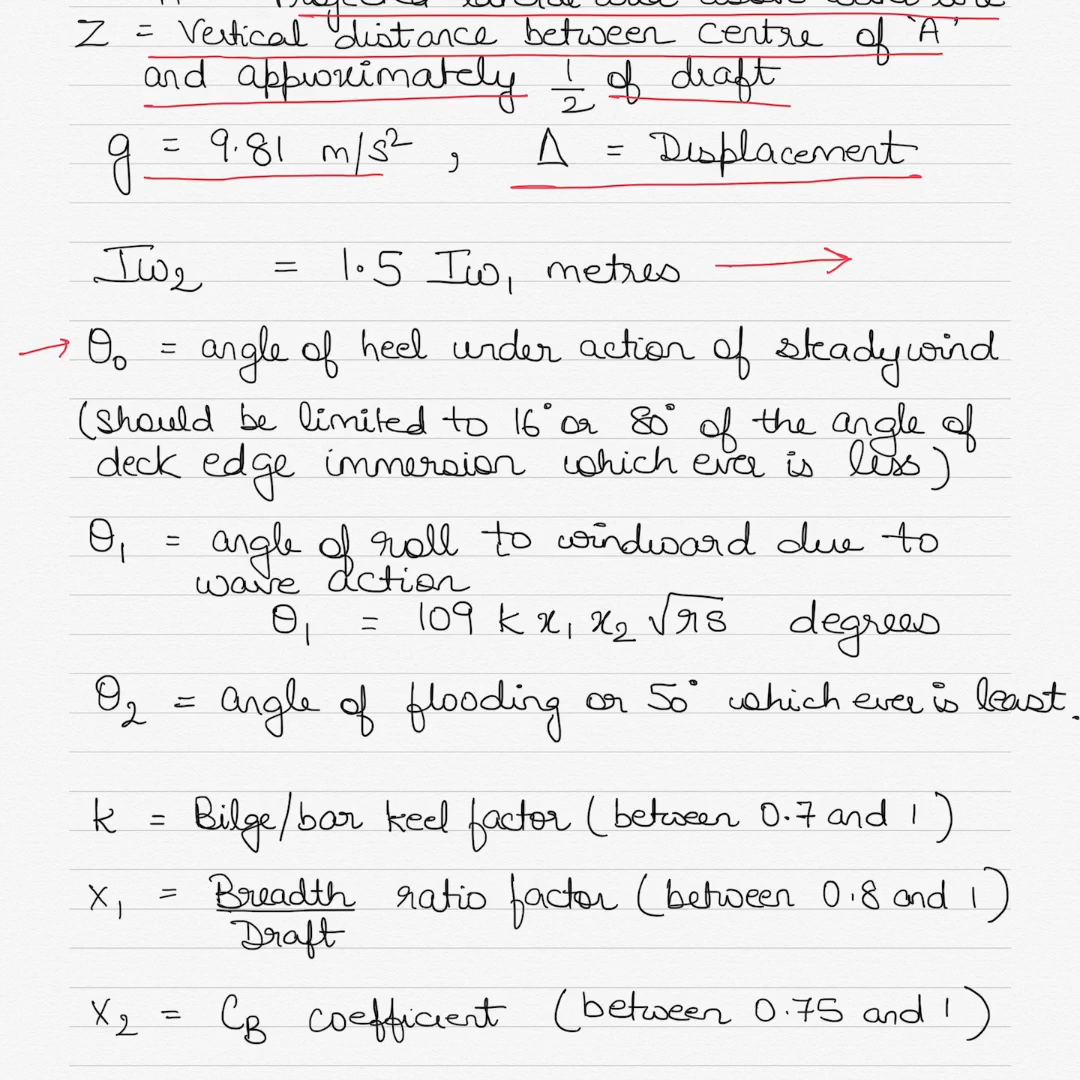 Z = Vertical distance between centre of 'A'
and approximately 1/2 of draft
g = 9.81 m/s² , Δ = Displacement
Iw₂ = 1.5 Iw₁ metres →
→ θ₀ = angle of heel under action of steady wind
(should be limited to 16° or 80° of the angle of
deck edge immersion which ever is less)
θ₁ = angle of roll to windward due to
wave action
θ₁ = 109 k x₁ x₂ √rs degrees
θ₂ = angle of flooding or 50° which ever is least.
k = Bilge/bar keel factor (between 0.7 and 1)
x₁ = Breadth/Draft ratio factor (between 0.8 and 1)
x₂ = C_B coefficient (between 0.75 and 1)